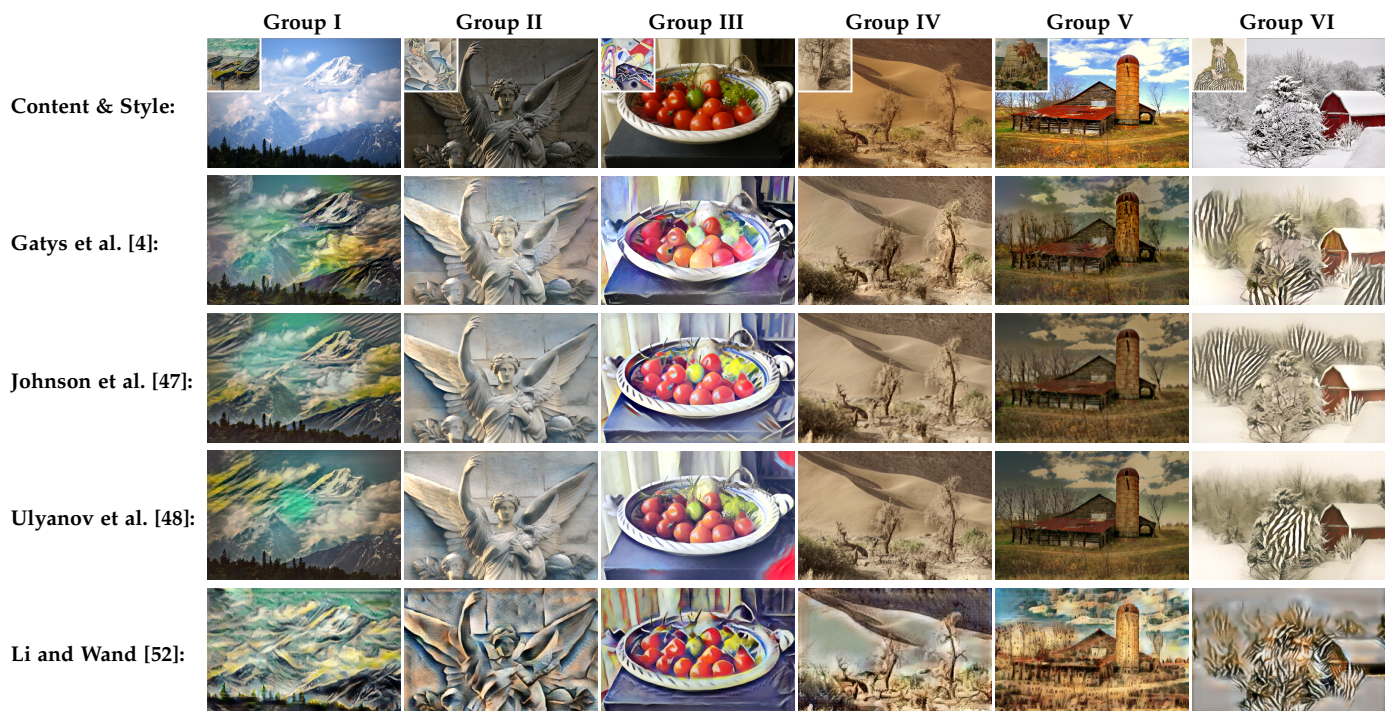 Group I Group II Group III Group IV Group V Group VI
Content & Style:
Gatys et al. [4]:
Johnson et al. [47]:
Ulyanov et al. [48]:
Li and Wand [52]: